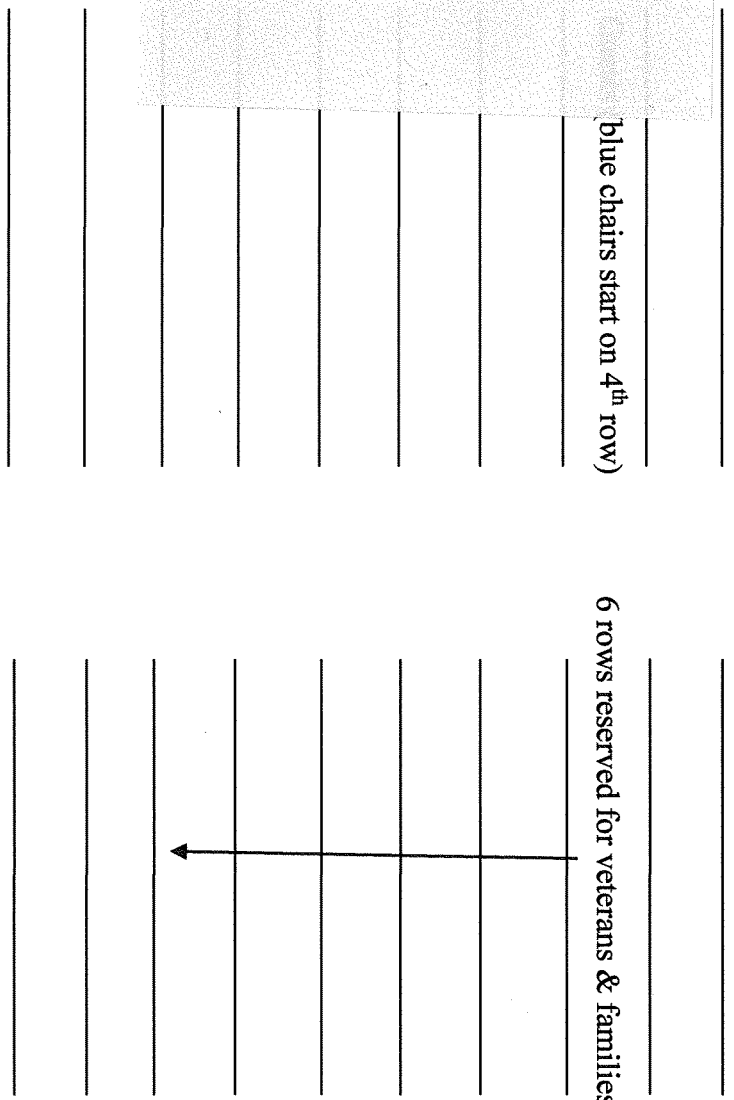 (blue chairs start on 4th row)
6 rows reserved for veterans & families